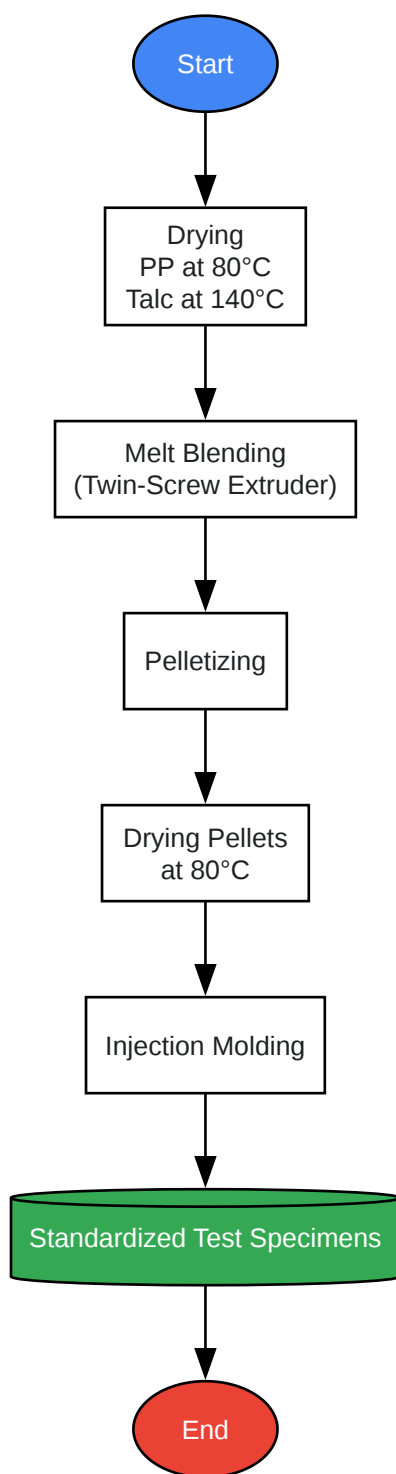 Start
Drying
PP at 80°C
Talc at 140°C
Melt Blending
(Twin-Screw Extruder)
Pelletizing
Drying Pellets
at 80°C
Injection Molding
Standardized Test Specimens
End